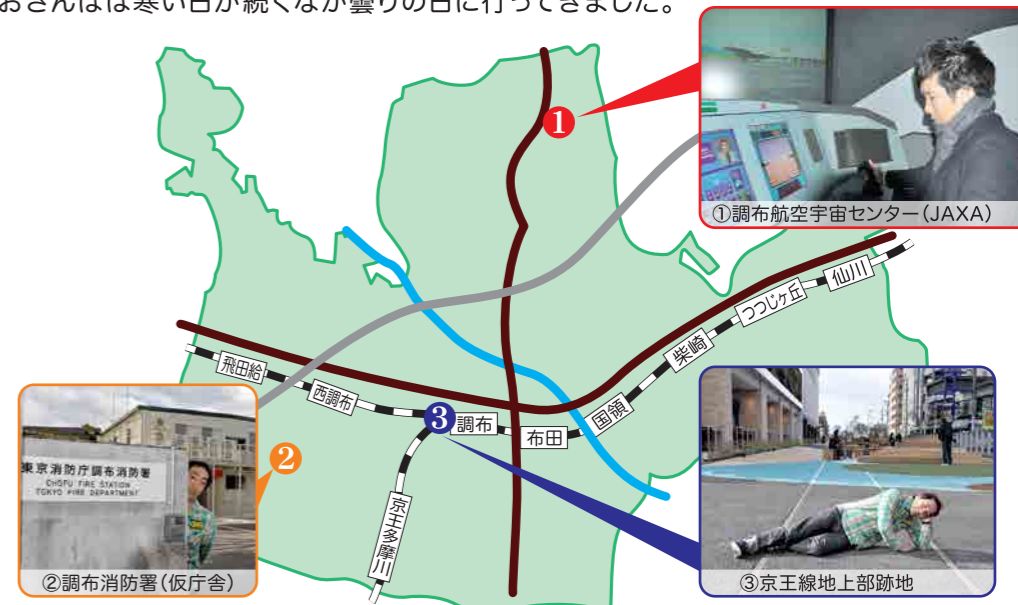 おさんぽは寒い日が続くなか曇りの日に行ってきました。
1
①調布航空宇宙センター(JAXA)
仙川
つつじヶ丘
柴崎
国領
布田
調布
3
西調布
飛田給
京王多摩川
2
東京消防庁調布消防署
CHOFU FIRE STATION
TOKYO FIRE DEPARTMENT
②調布消防署(仮庁舎)
③京王線地上部跡地